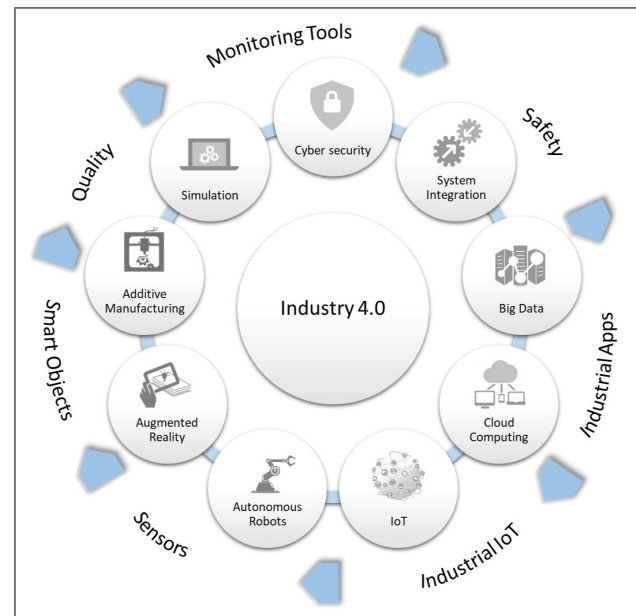 Monitoring Tools
Safety
Industrial Apps
Industrial IoT
Sensors
Smart Objects
Quality
Cyber security
System
Integration
Big Data
Cloud
Computing
IoT
Autonomous
Robots
Augmented
Reality
Additive
Manufacturing
Simulation
Industry 4.0